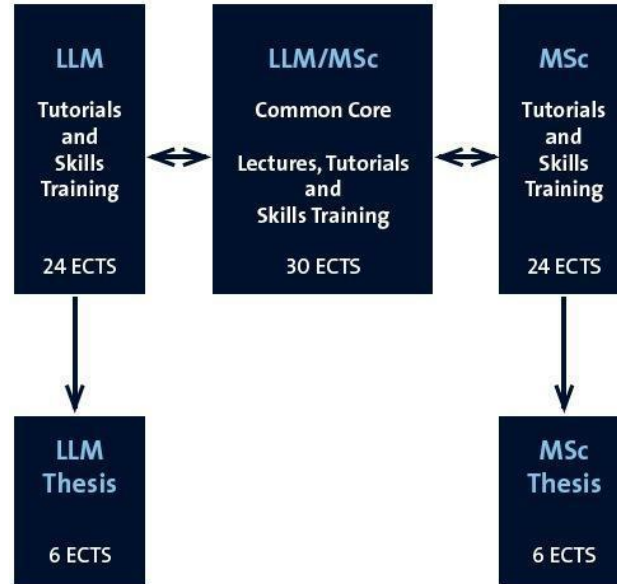 LLM
Tutorials
and
Skills
Training
24 ECTS
LLM/MSc
Common Core
Lectures, Tutorials
and
Skills Training
30 ECTS
MSc
Tutorials
and
Skills
Training
24 ECTS
LLM
Thesis
6 ECTS
MSc
Thesis
6 ECTS